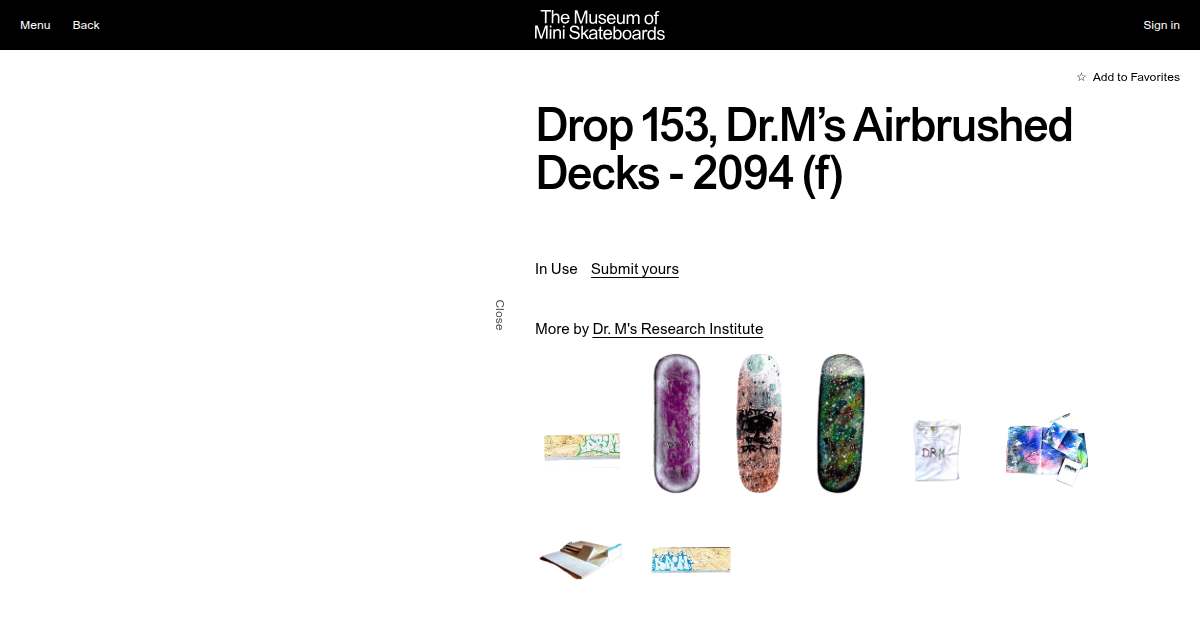 Menu
Back
The Museum of
Mini Skateboards
Sign in
☆ Add to Favorites
Drop 153, Dr.M’s Airbrushed
Decks - 2094 (f)
In Use
Submit yours
Close
More by Dr. M's Research Institute
DR.M